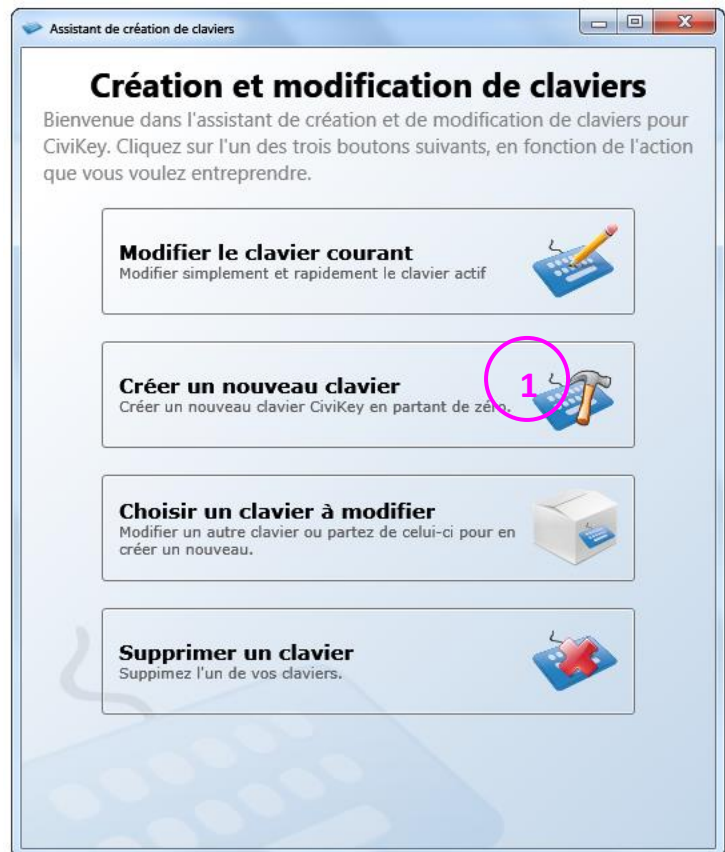 Assistant de création de claviers
Création et modification de claviers
Bienvenue dans l'assistant de création et de modification de claviers pour
CiviKey. Cliquez sur l'un des trois boutons suivants, en fonction de l'action
que vous voulez entreprendre.
Modifier le clavier courant
Modifier simplement et rapidement le clavier actif
Créer un nouveau clavier
Créer un nouveau clavier CiviKey en partant de zéro.
1
Choisir un clavier à modifier
Modifier un autre clavier ou partez de celui-ci pour en
créer un nouveau.
Supprimer un clavier
Suppimez l'un de vos claviers.